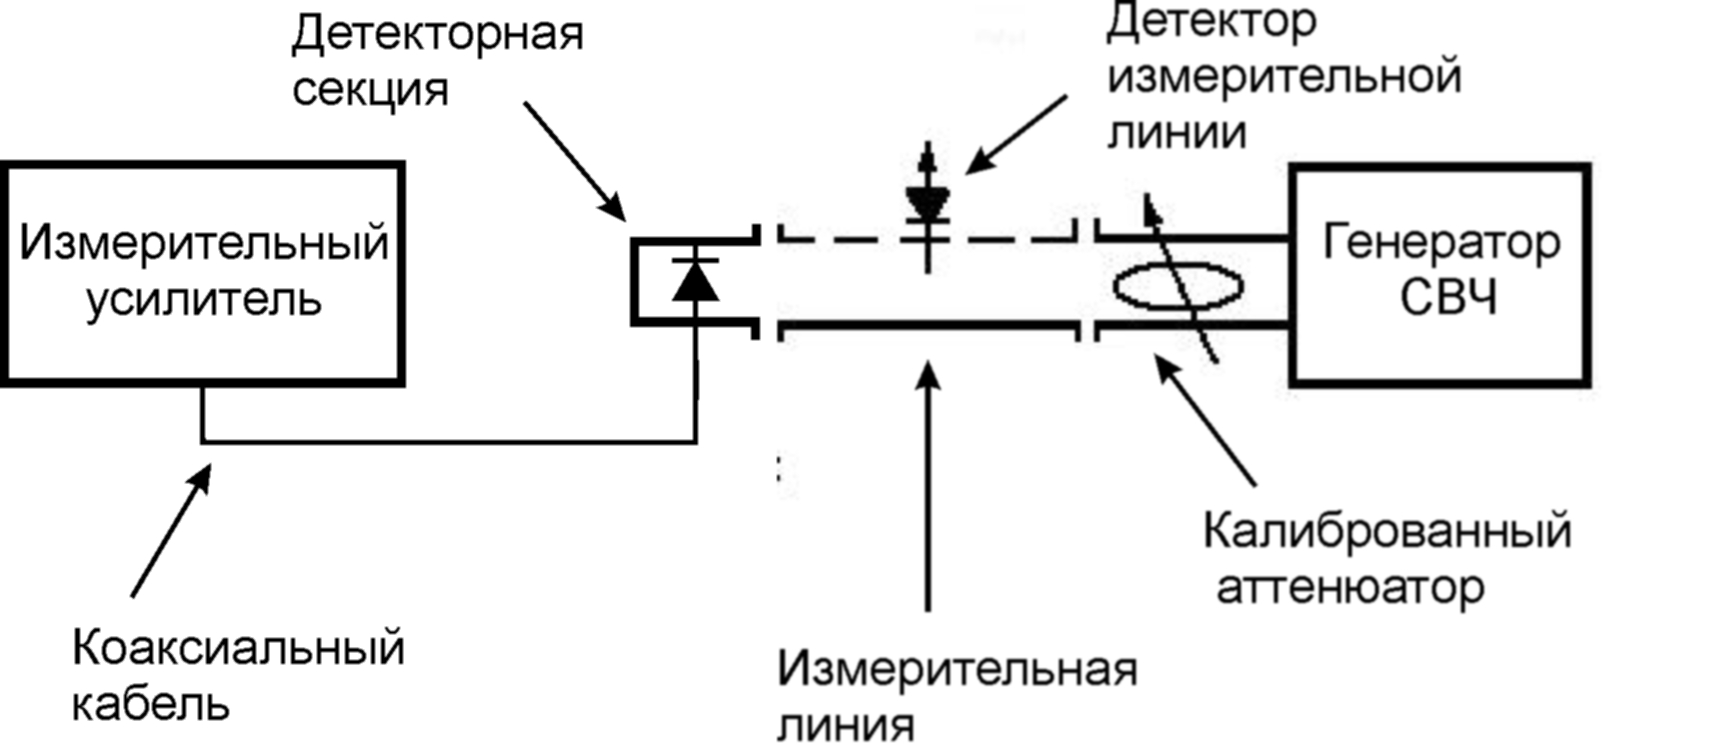 Детекторная
секция
Детектор
измерительной
линии
Измерительный
усилитель
Генератор
СВЧ
Калиброванный
аттенюатор
Коаксиальный
кабель
Измерительная
линия